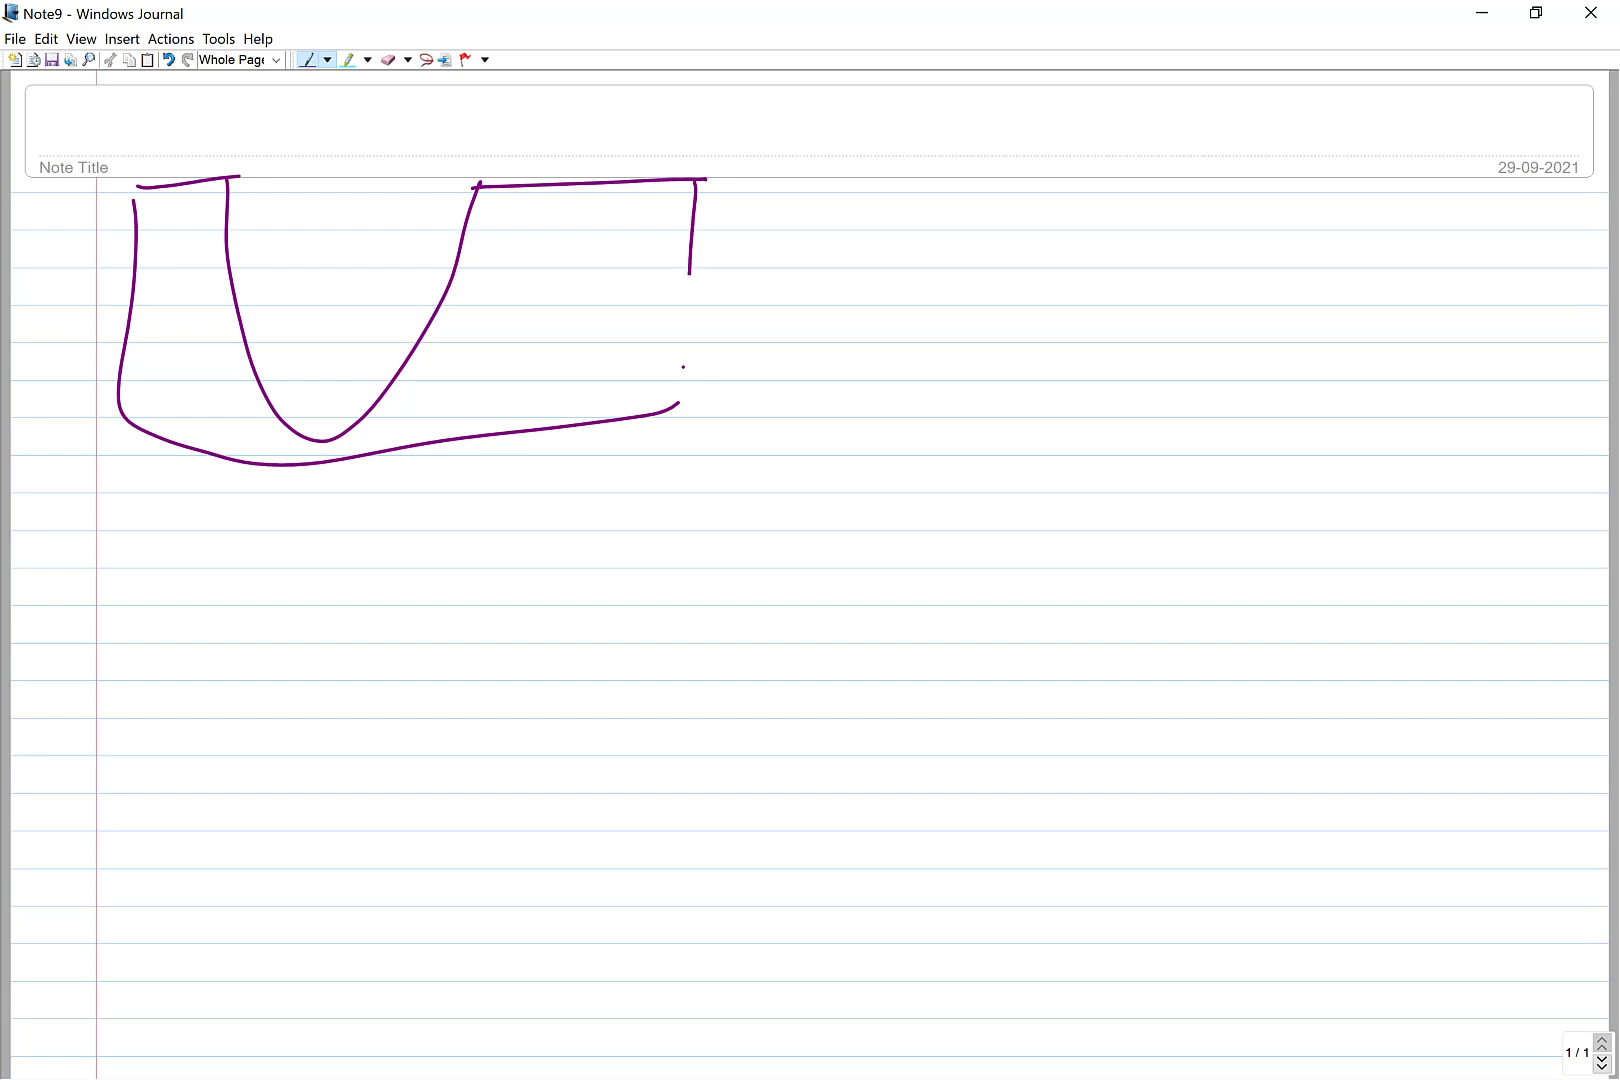 Note9 - Windows Journal
File Edit View Insert Actions Tools Help
Whole Page
Note Title
29-09-2021
1 / 1